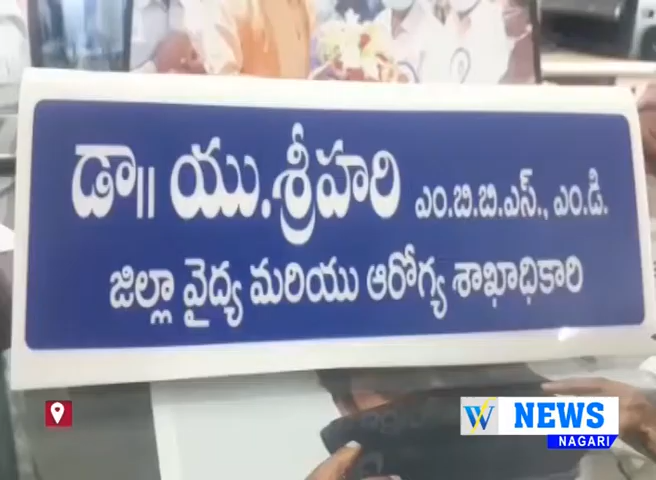 డా॥ యు.శ్రీహరి ఎం.బి.బి.ఎస్., ఎం.డి.
జిల్లా వైద్య మరియు ఆరోగ్య శాఖాధికారి
W NEWS
NAGARI